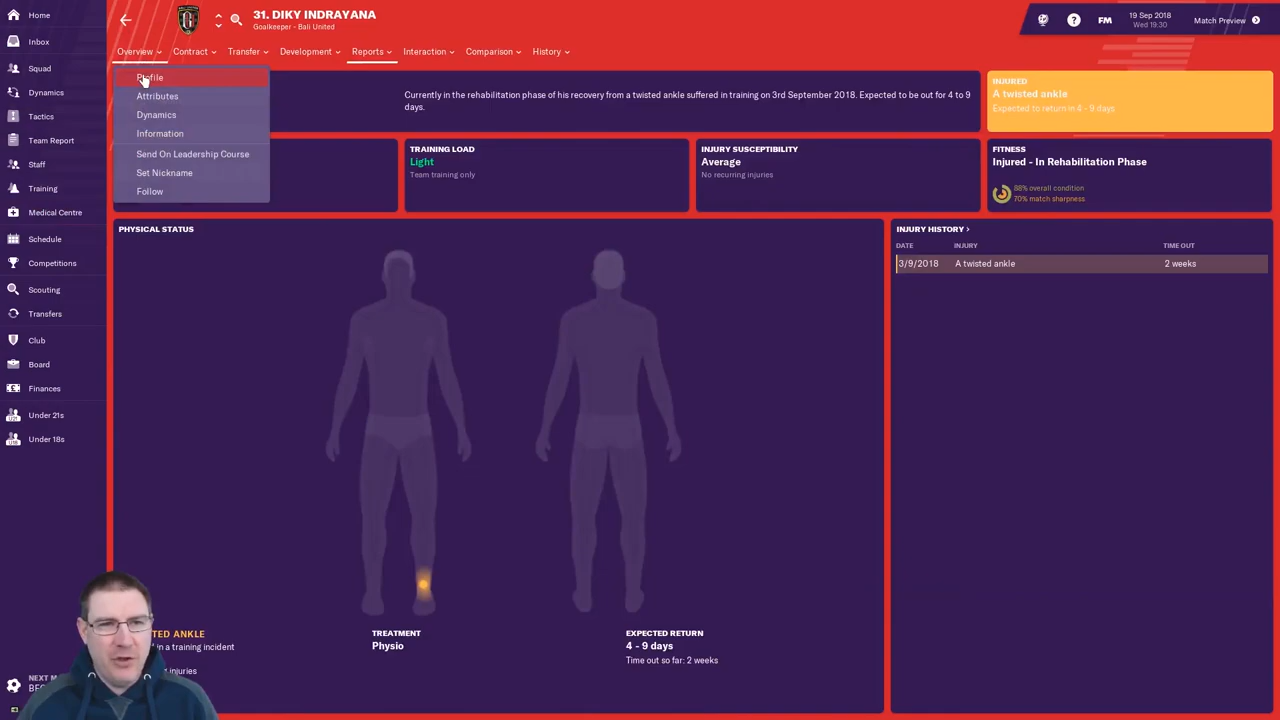 31. DIKY INDRAYANA
Goalkeeper - Bali United
FM
19 Sep 2018
Wed 19:30
Match Preview
Home
Inbox
Squad
Dynamics
Tactics
Team Report
Staff
Training
Medical Centre
Schedule
Competitions
Scouting
Transfers
Club
Board
Finances
Under 21s
Under 18s
Overview
Contract
Transfer
Development
Reports
Interaction
Comparison
History
Profile
Attributes
Dynamics
Information
Send On Leadership Course
Set Nickname
Follow
Currently in the rehabilitation phase of his recovery from a twisted ankle suffered in training on 3rd September 2018. Expected to be out for 4 to 9
days.
INJURED
A twisted ankle
Expected to return in 4 - 9 days
TRAINING LOAD
Light
Team training only
INJURY SUSCEPTIBILITY
Average
No recurring injuries
FITNESS
Injured - In Rehabilitation Phase
88% overall condition
70% match sharpness
PHYSICAL STATUS
INJURY HISTORY
DATE INJURY TIME OUT
3/9/2018 A twisted ankle 2 weeks
TED ANKLE
in a training incident
injuries
TREATMENT
Physio
EXPECTED RETURN
4 - 9 days
Time out so far: 2 weeks
NEXT M